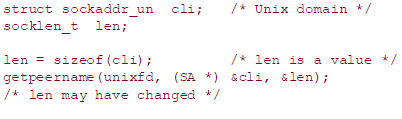 struct sockaddr_un  cli;   /* Unix domain */
socklen_t  len;
len = sizeof(cli);         /* len is a value */
getpeername(unixfd, (SA *) &cli, &len);
/* len may have changed */